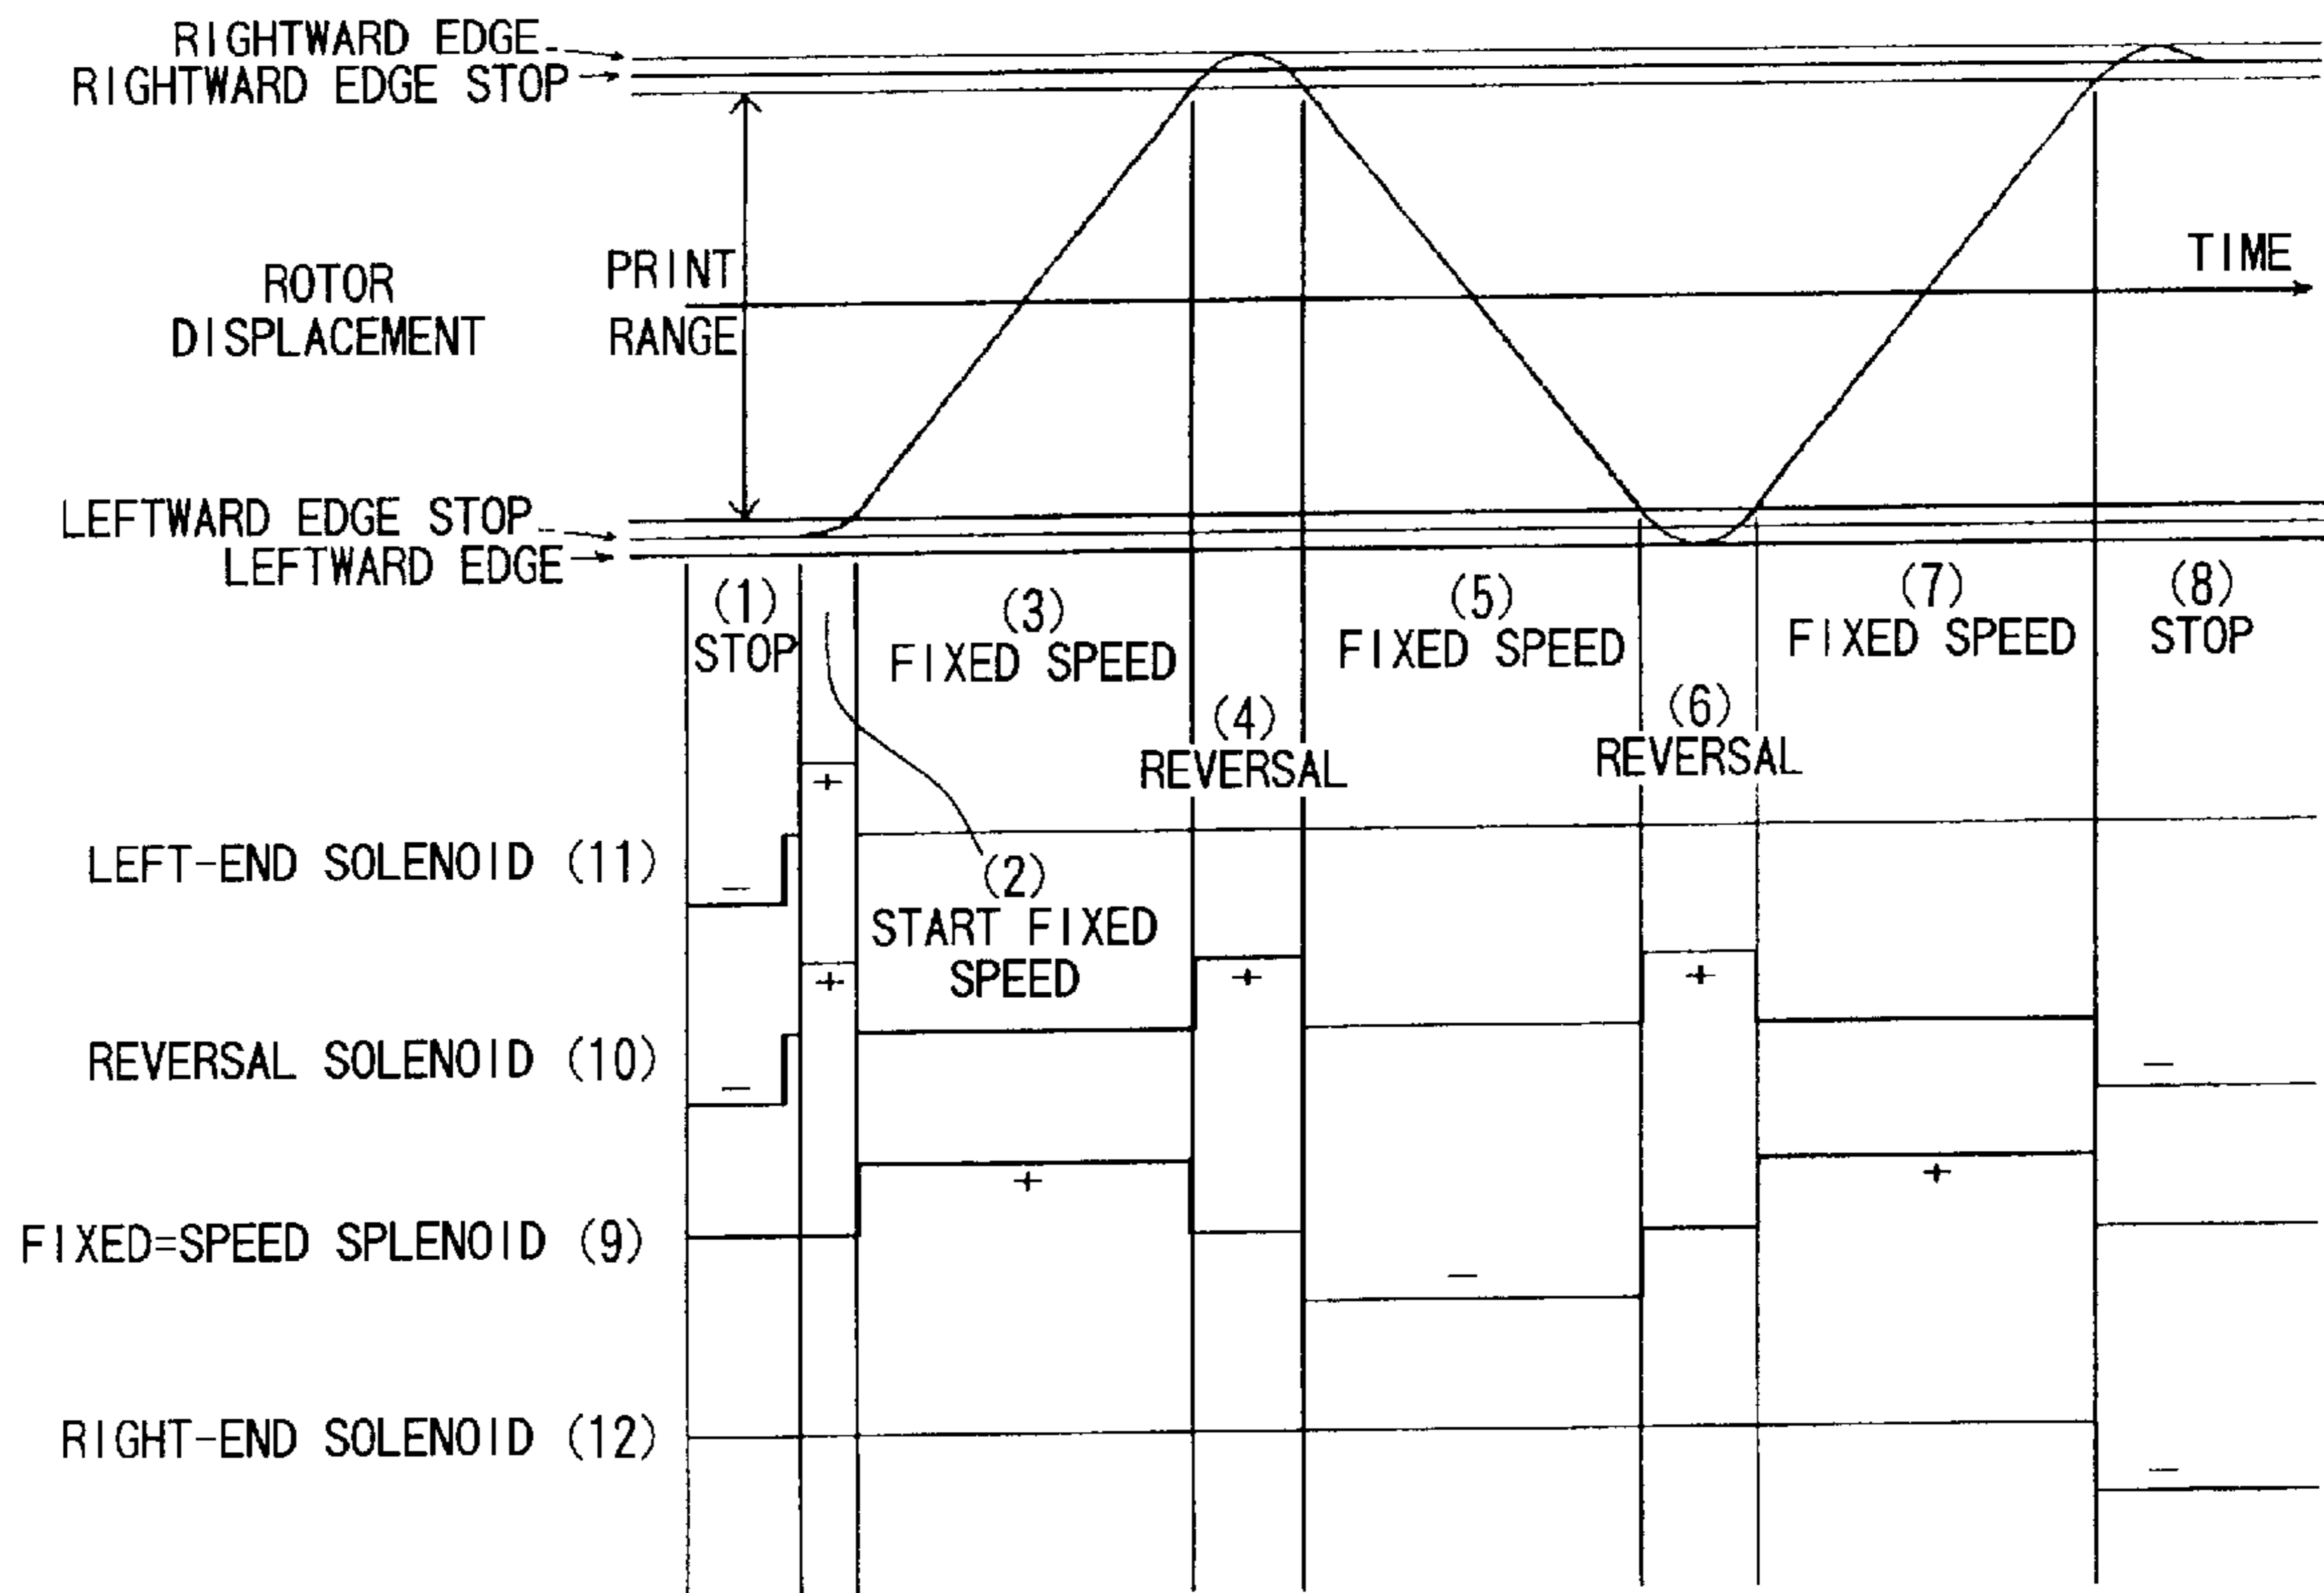 RIGHTWARD EDGE
RIGHTWARD EDGE STOP
TIME
PRINT
RANGE
ROTOR
DISPLACEMENT
LEFTWARD EDGE STOP
LEFTWARD EDGE
(1)
STOP
(3)
FIXED SPEED
(5)
FIXED SPEED
(7)
FIXED SPEED
(8)
STOP
(4)
REVERSAL
(6)
REVERSAL
+
LEFT-END SOLENOID (11)
−
(2)
START FIXED
SPEED
+
+
+
REVERSAL SOLENOID (10)
−
−
+
+
FIXED=SPEED SPLENOID (9)
−
RIGHT-END SOLENOID (12)
−